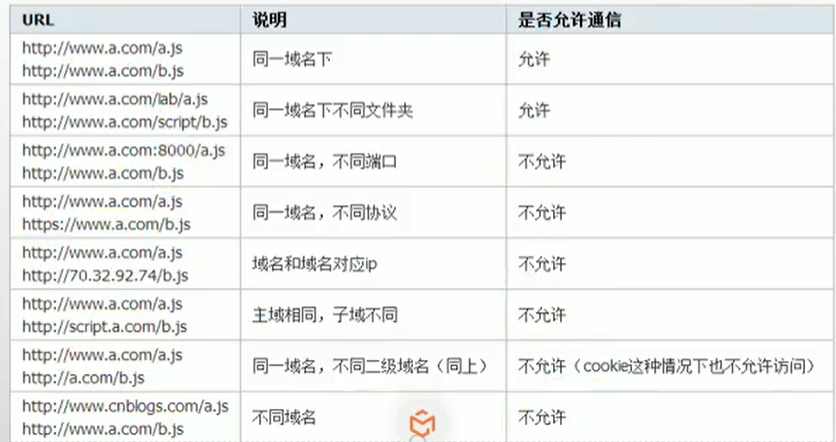 URL 说明 是否允许通信
http://www.a.com/a.js
http://www.a.com/b.js
同一域名下 允许
http://www.a.com/lab/a.js
http://www.a.com/script/b.js
同一域名下不同文件夹 允许
http://www.a.com:8000/a.js
http://www.a.com/b.js
同一域名，不同端口 不允许
http://www.a.com/a.js
https://www.a.com/b.js
同一域名，不同协议 不允许
http://www.a.com/a.js
http://70.32.92.74/b.js
域名和域名对应ip 不允许
http://www.a.com/a.js
http://script.a.com/b.js
主域相同，子域不同 不允许
http://www.a.com/a.js
http://a.com/b.js
同一域名，不同二级域名（同上） 不允许（cookie这种情况下也不允许访问）
http://www.cnblogs.com/a.js
http://www.a.com/b.js
不同域名 不允许